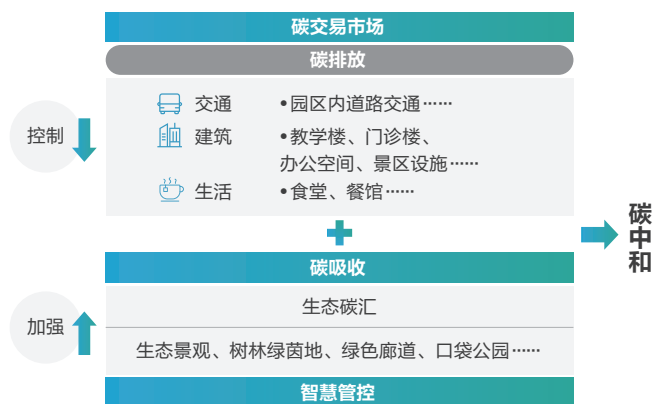 碳交易市场
碳排放
控制
交通
•园区内道路交通……
建筑
•教学楼、门诊楼、
办公空间、景区设施……
生活
•食堂、餐馆……
碳中和
碳吸收
生态碳汇
加强
生态景观、树林绿茵地、绿色廊道、口袋公园……
智慧管控